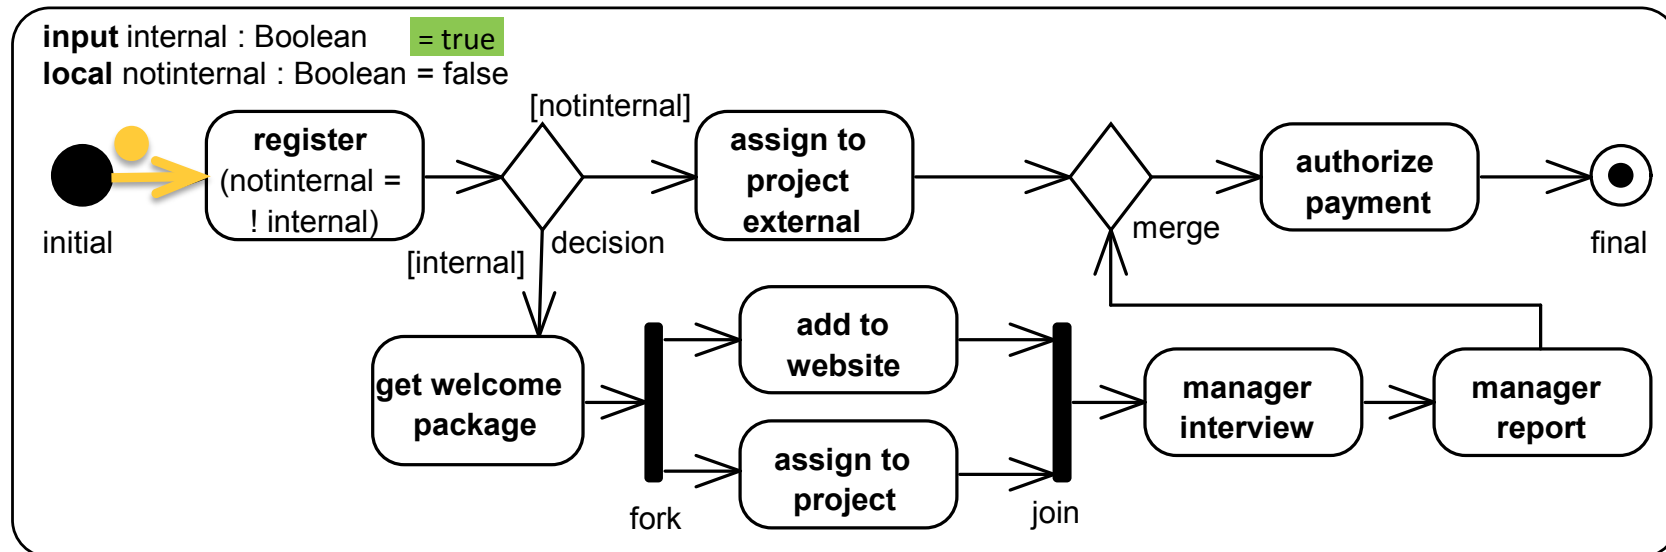 input internal : Boolean = true
local notinternal : Boolean = false
[notinternal]
register
(notinternal =
! internal)
assign to
project
external
authorize
payment
initial
decision
merge
final
[internal]
get welcome
package
add to
website
assign to
project
manager
interview
manager
report
fork
join